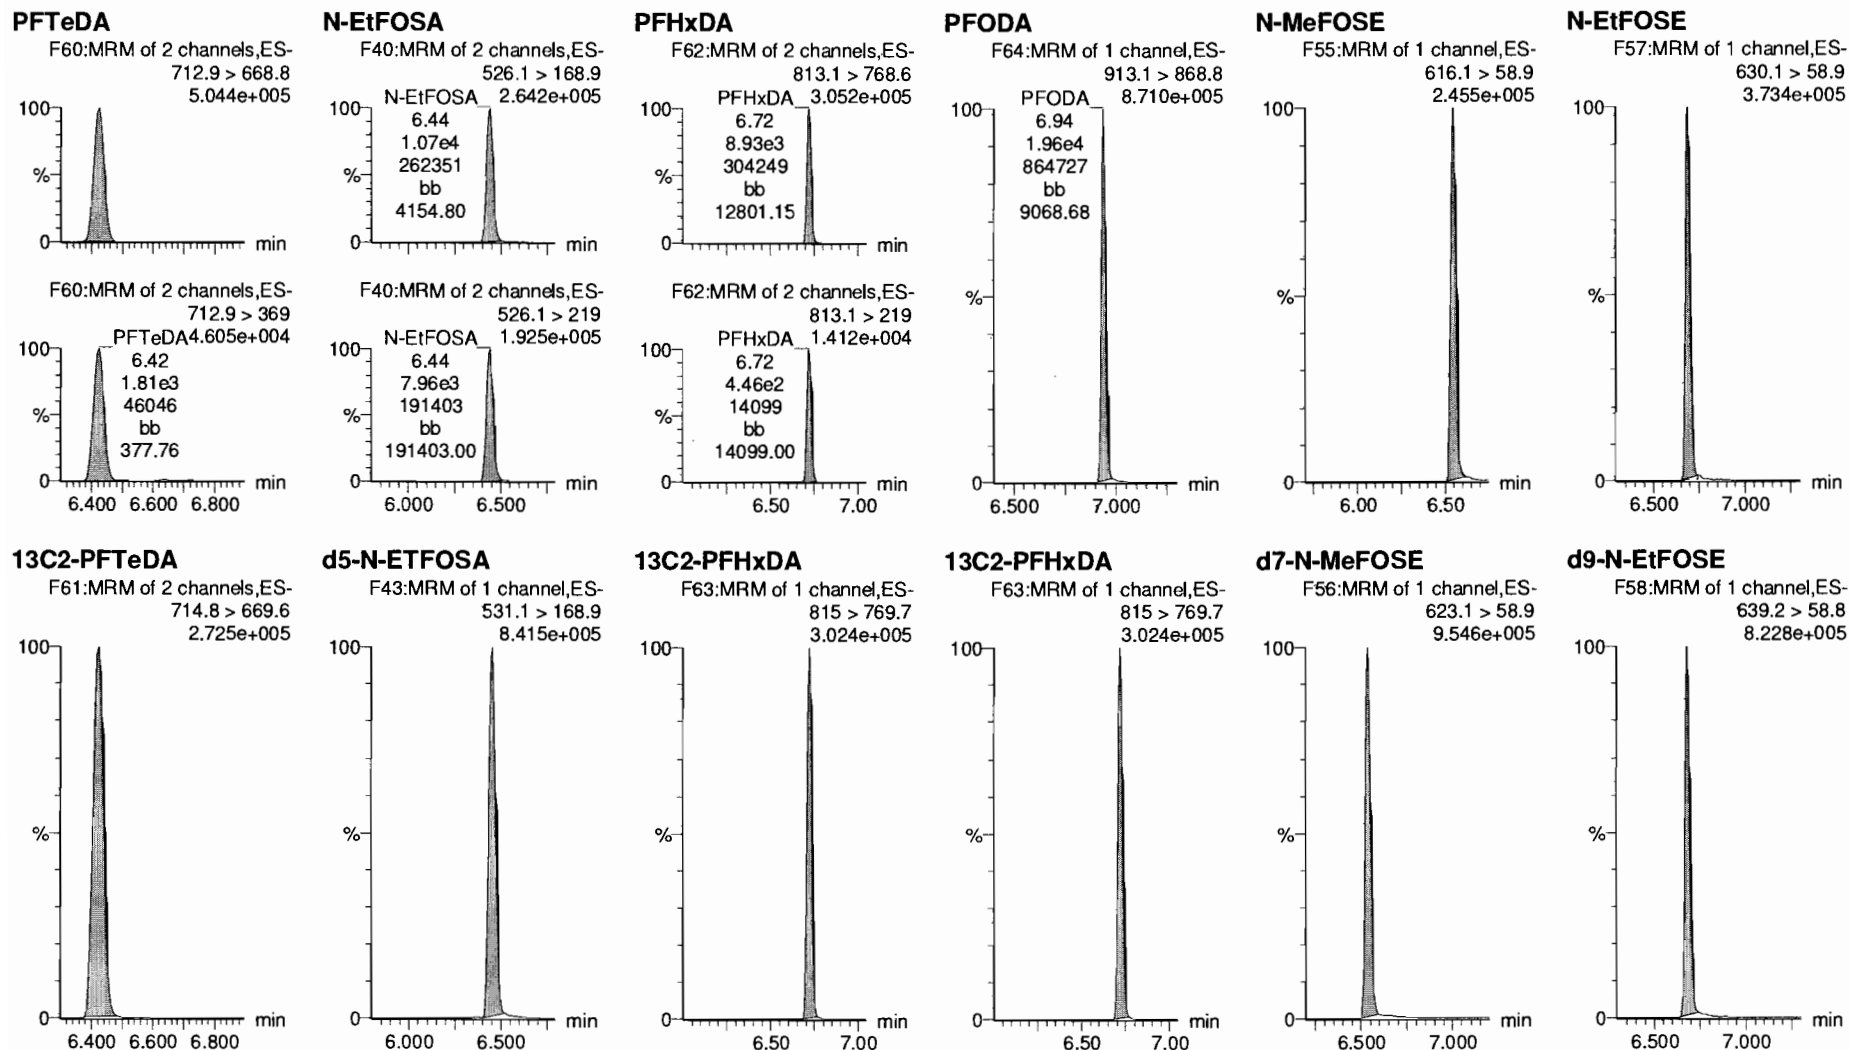 PFTeDA
F60:MRM of 2 channels,ES-
712.9 > 668.8
5.044e+005
100
%
0
min
F60:MRM of 2 channels,ES-
712.9 > 369
PFTeDA4.605e+004
100
6.42
1.81e3
46046
bb
377.76
%
0
min
6.400 6.600 6.800
N-EtFOSA
F40:MRM of 2 channels,ES-
526.1 > 168.9
N-EtFOSA 2.642e+005
100
6.44
1.07e4
262351
bb
4154.80
%
0
min
F40:MRM of 2 channels,ES-
526.1 > 219
N-EtFOSA 1.925e+005
100
6.44
7.96e3
191403
bb
191403.00
%
0
min
6.000 6.500
PFHxDA
F62:MRM of 2 channels,ES-
813.1 > 768.6
PFHxDA 3.052e+005
100
6.72
8.93e3
304249
bb
12801.15
%
0
min
F62:MRM of 2 channels,ES-
813.1 > 219
PFHxDA 1.412e+004
100
6.72
4.46e2
14099
bb
14099.00
%
0
min
6.50 7.00
PFODA
F64:MRM of 1 channel,ES-
913.1 > 868.8
PFODA 8.710e+005
100
6.94
1.96e4
864727
bb
9068.68
%
0
min
6.500 7.000
N-MeFOSE
F55:MRM of 1 channel,ES-
616.1 > 58.9
2.455e+005
100
%
0
min
6.00 6.50
N-EtFOSE
F57:MRM of 1 channel,ES-
630.1 > 58.9
3.734e+005
100
%
0
min
6.500 7.000
13C2-PFTeDA
F61:MRM of 2 channels,ES-
714.8 > 669.6
2.725e+005
100
%
0
min
6.400 6.600 6.800
d5-N-ETFOSA
F43:MRM of 1 channel,ES-
531.1 > 168.9
8.415e+005
100
%
0
min
6.000 6.500
13C2-PFHxDA
F63:MRM of 1 channel,ES-
815 > 769.7
3.024e+005
100
%
0
min
6.50 7.00
13C2-PFHxDA
F63:MRM of 1 channel,ES-
815 > 769.7
3.024e+005
100
%
0
min
6.50 7.00
d7-N-MeFOSE
F56:MRM of 1 channel,ES-
623.1 > 58.9
9.546e+005
100
%
0
min
6.500 7.000
d9-N-EtFOSE
F58:MRM of 1 channel,ES-
639.2 > 58.8
8.228e+005
100
%
0
min
6.500 7.000